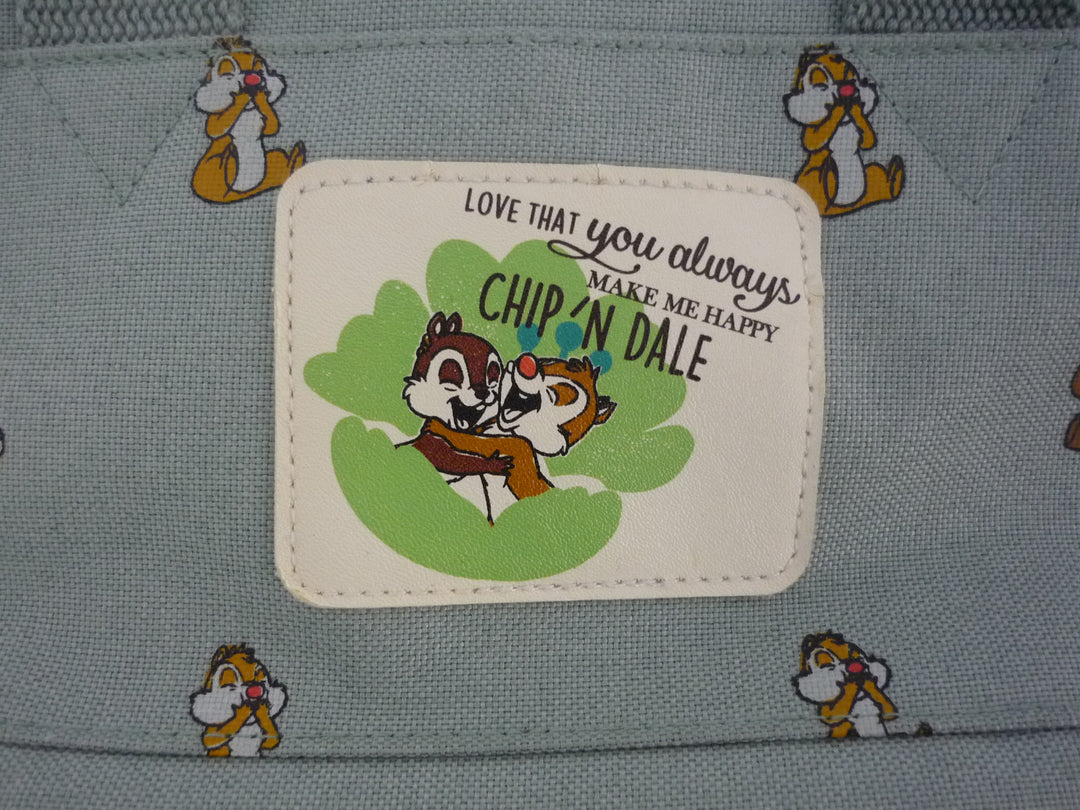 LOVE THAT you always
MAKE ME HAPPY
CHIP 'N DALE